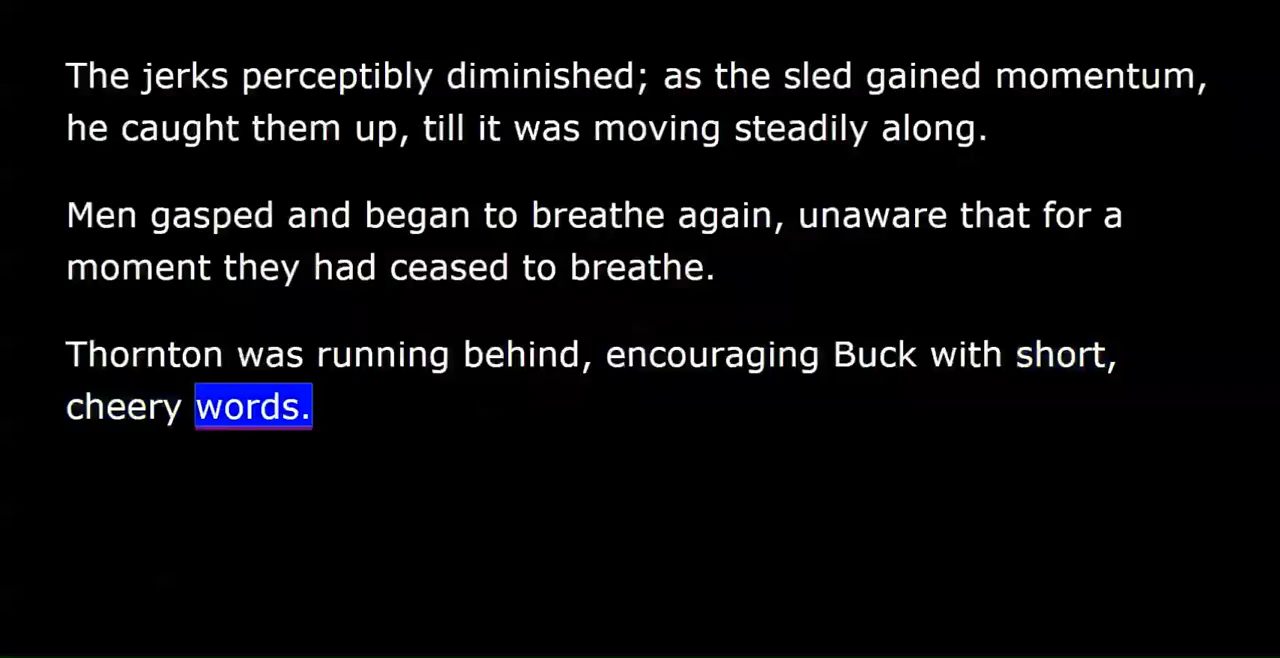 The jerks perceptibly diminished; as the sled gained momentum,
he caught them up, till it was moving steadily along.
Men gasped and began to breathe again, unaware that for a
moment they had ceased to breathe.
Thornton was running behind, encouraging Buck with short,
cheery words.